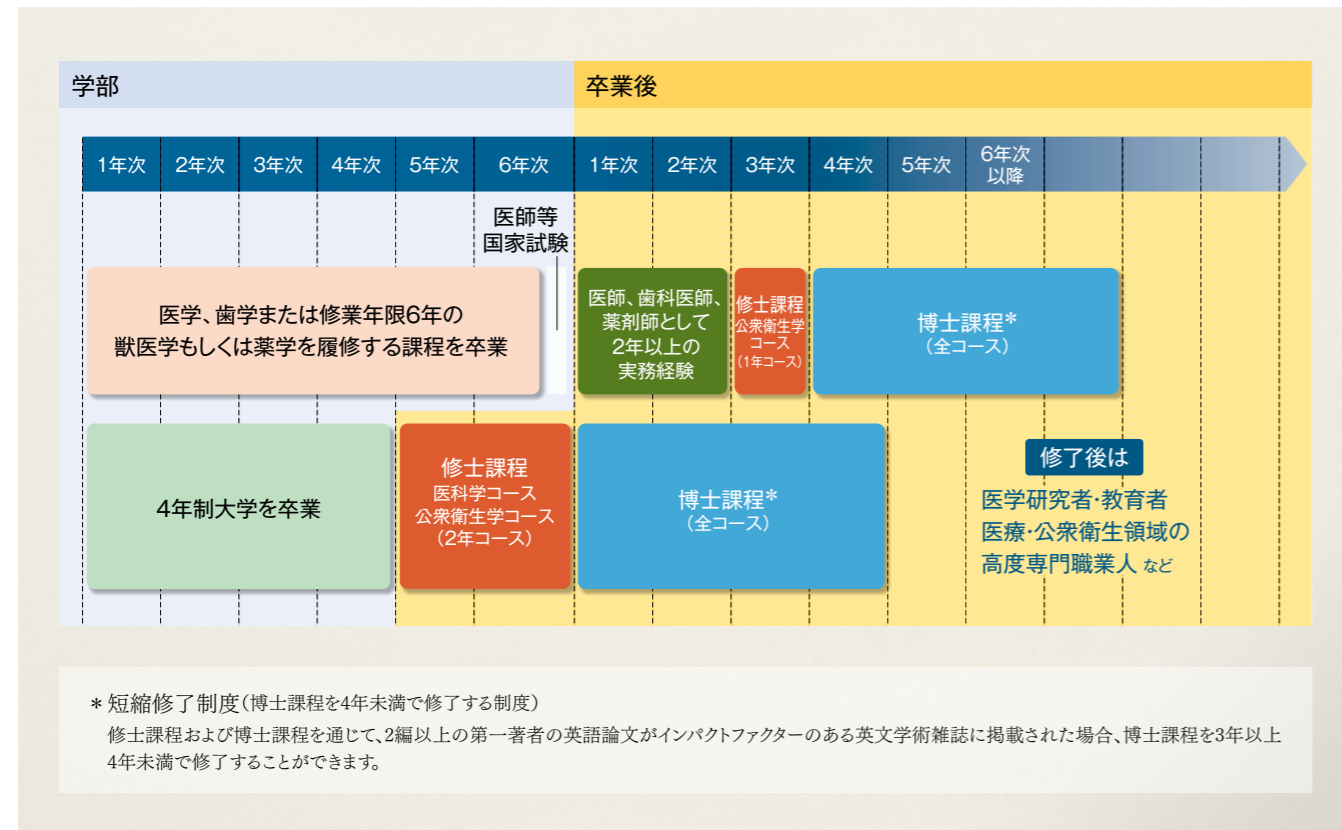 学部
卒業後
1年次 2年次 3年次 4年次 5年次 6年次 1年次 2年次 3年次 4年次 5年次 6年次
以降
医師等
国家試験
医学、歯学または修業年限6年の
獣医学もしくは薬学を履修する課程を卒業
医師、歯科医師、
薬剤師として
2年以上の
実務経験
修士課程
公衆衛生学
コース
(1年コース)
博士課程*
(全コース)
4年制大学を卒業
修士課程
医科学コース
公衆衛生学コース
(2年コース)
博士課程*
(全コース)
修了後は
医学研究者・教育者
医療・公衆衛生領域の
高度専門職業人 など
* 短縮修了制度(博士課程を4年未満で修了する制度)
修士課程および博士課程を通じて、2編以上の第一著者の英語論文がインパクトファクターのある英文学術雑誌に掲載された場合、博士課程を3年以上
4年未満で修了することができます。